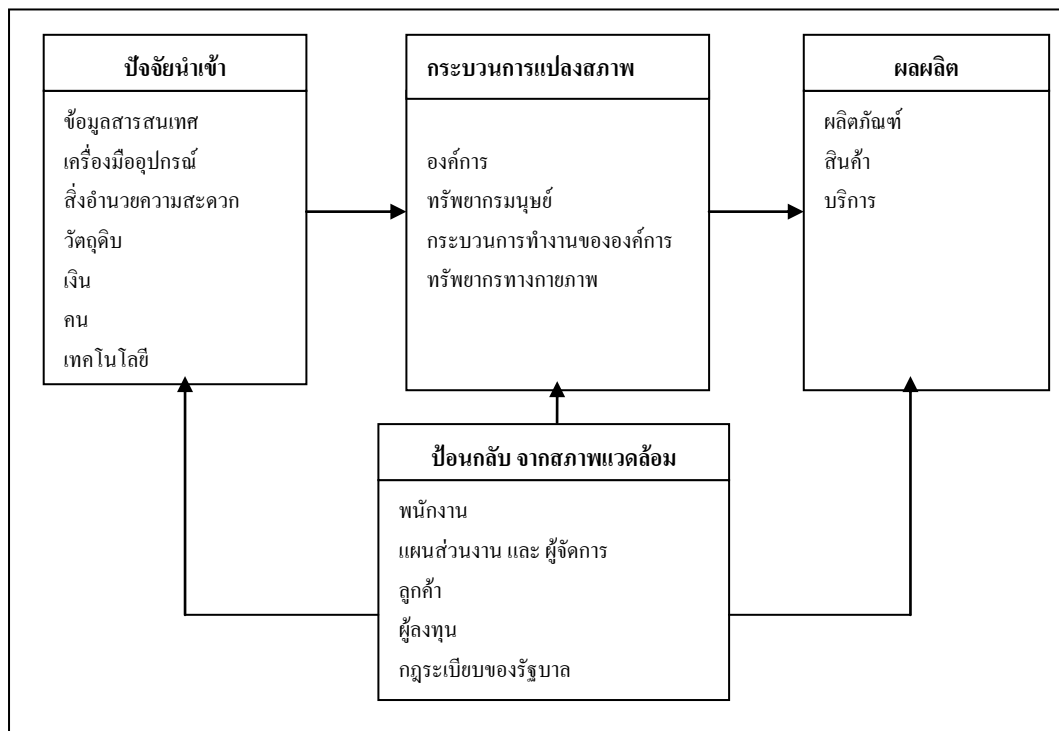 ปัจจัยนำเข้า
ข้อมูลสารสนเทศ
เครื่องมืออุปกรณ์
สิ่งอำนวยความสะดวก
วัตถุดิบ
เงิน
คน
เทคโนโลยี
กระบวนการแปลงสภาพ
องค์การ
ทรัพยากรมนุษย์
กระบวนการทำงานขององค์การ
ทรัพยากรทางกายภาพ
ผลผลิต
ผลิตภัณฑ์
สินค้า
บริการ
ป้อนกลับ จากสภาพแวดล้อม
พนักงาน
แผนส่วนงาน และ ผู้จัดการ
ลูกค้า
ผู้ลงทุน
กฎระเบียบของรัฐบาล